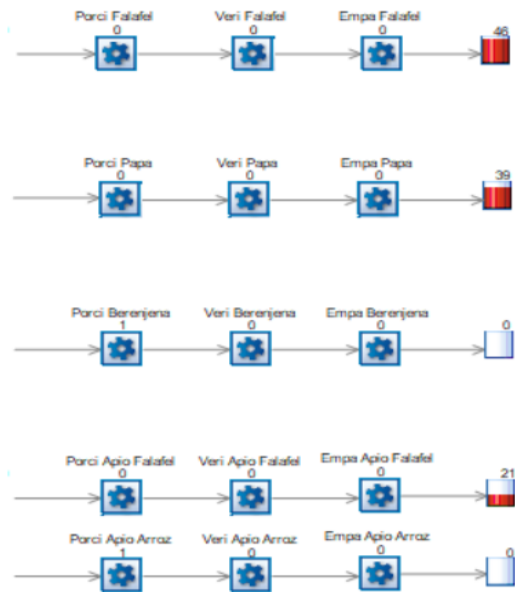 Porci Falafel Veri Falafel Empa Falafel
0 0 0 46
Porci Papa Veri Papa Empa Papa
0 0 0 39
Porci Berenjena Veri Berenjena Empa Berenjena
1 0 0 0
Porci Apio Falafel Veri Apio Falafel Empa Apio Falafel
0 0 0 21
Porci Apio Arroz Veri Apio Arroz Empa Apio Arroz
1 0 0 0